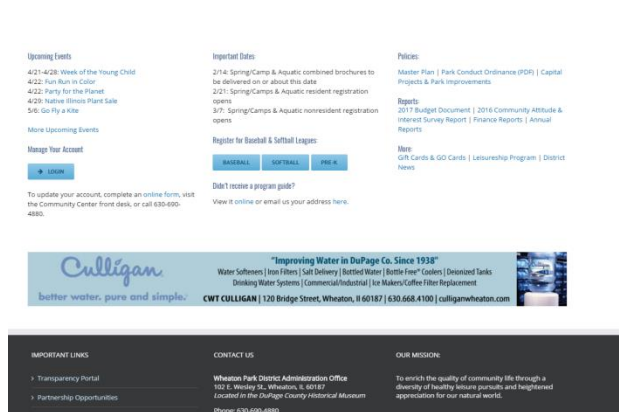 Upcoming Events
4/21-4/28: Week of the Young Child
4/22: Fun Run in Color
4/22: Party for the Planet
4/29: Native Illinois Plant Sale
5/6: Go Fly a Kite
More Upcoming Events
Manage Your Account
LOGIN
To update your account, complete an online form, visit
the Community Center front desk, or call 630-690-
4880.
Important Dates:
2/14: Spring/Camp & Aquatic combined brochures to
be delivered on or about this date
2/21: Spring/Camps & Aquatic resident registration
opens
3/7: Spring/Camps & Aquatic nonresident registration
opens
Register for Baseball & Softball Leagues:
BASEBALL SOFTBALL PRE-K
Didn't receive a program guide?
View it online or email us your address here.
Policies:
Master Plan | Park Conduct Ordinance (PDF) | Capital
Projects & Park Improvements
Reports:
2017 Budget Document | 2016 Community Attitude &
Interest Survey Report | Finance Reports | Annual
Reports
More:
Gift Cards & GO Cards | Leisureship Program | District
News
Culligan
better water. pure and simple.
"Improving Water in DuPage Co. Since 1938"
Water Softeners | Iron Filters | Salt Delivery | Bottled Water | Bottle Free® Coolers | Deionized Tanks
Drinking Water Systems | Commercial/Industrial | Ice Makers/Coffee Filter Replacement
CWT CULLIGAN | 120 Bridge Street, Wheaton, Il 60187 | 630.668.4100 | culliganwheaton.com
IMPORTANT LINKS
> Transparency Portal
> Partnership Opportunities
CONTACT US
Wheaton Park District Administration Office
102 E. Wesley St., Wheaton, IL 60187
Located in the DuPage County Historical Museum
Phone: 630-690-4880
OUR MISSION:
To enrich the quality of community life through a
diversity of healthy leisure pursuits and heightened
appreciation for our natural world.